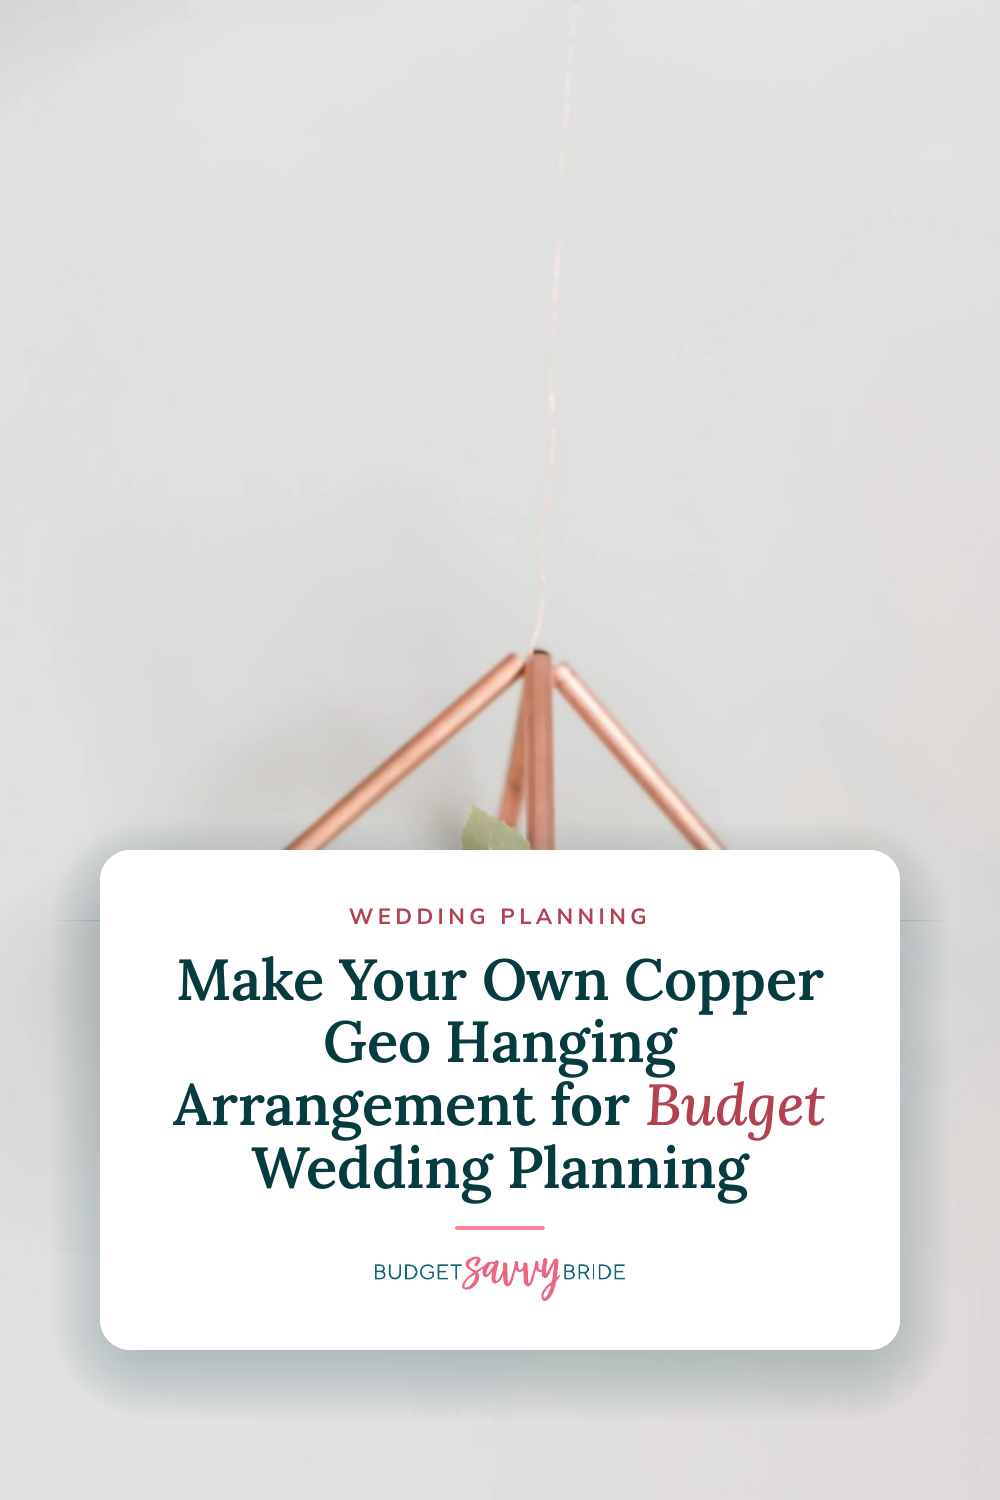 WEDDING PLANNING
Make Your Own Copper
Geo Hanging
Arrangement for Budget
Wedding Planning
BUDGET savvy BRIDE